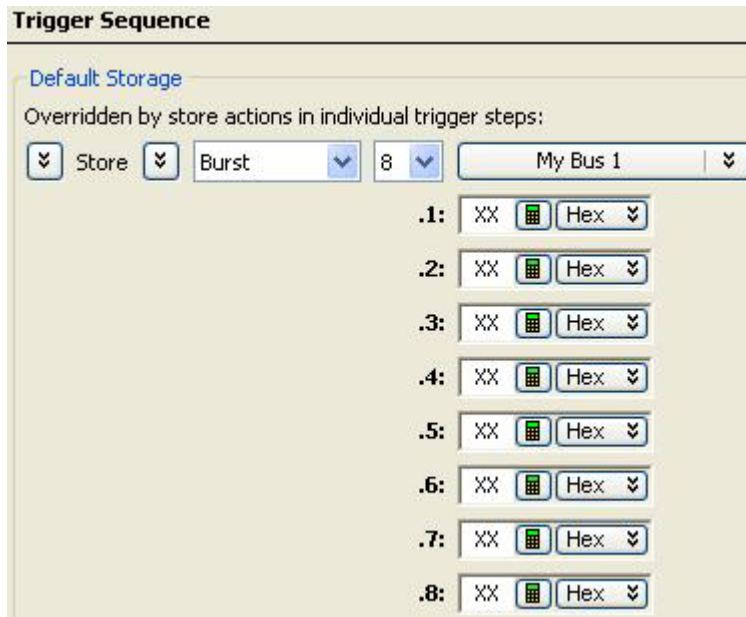 Trigger Sequence
Default Storage
Overridden by store actions in individual trigger steps:
Store Burst 8 My Bus 1
.1: XX Hex
.2: XX Hex
.3: XX Hex
.4: XX Hex
.5: XX Hex
.6: XX Hex
.7: XX Hex
.8: XX Hex